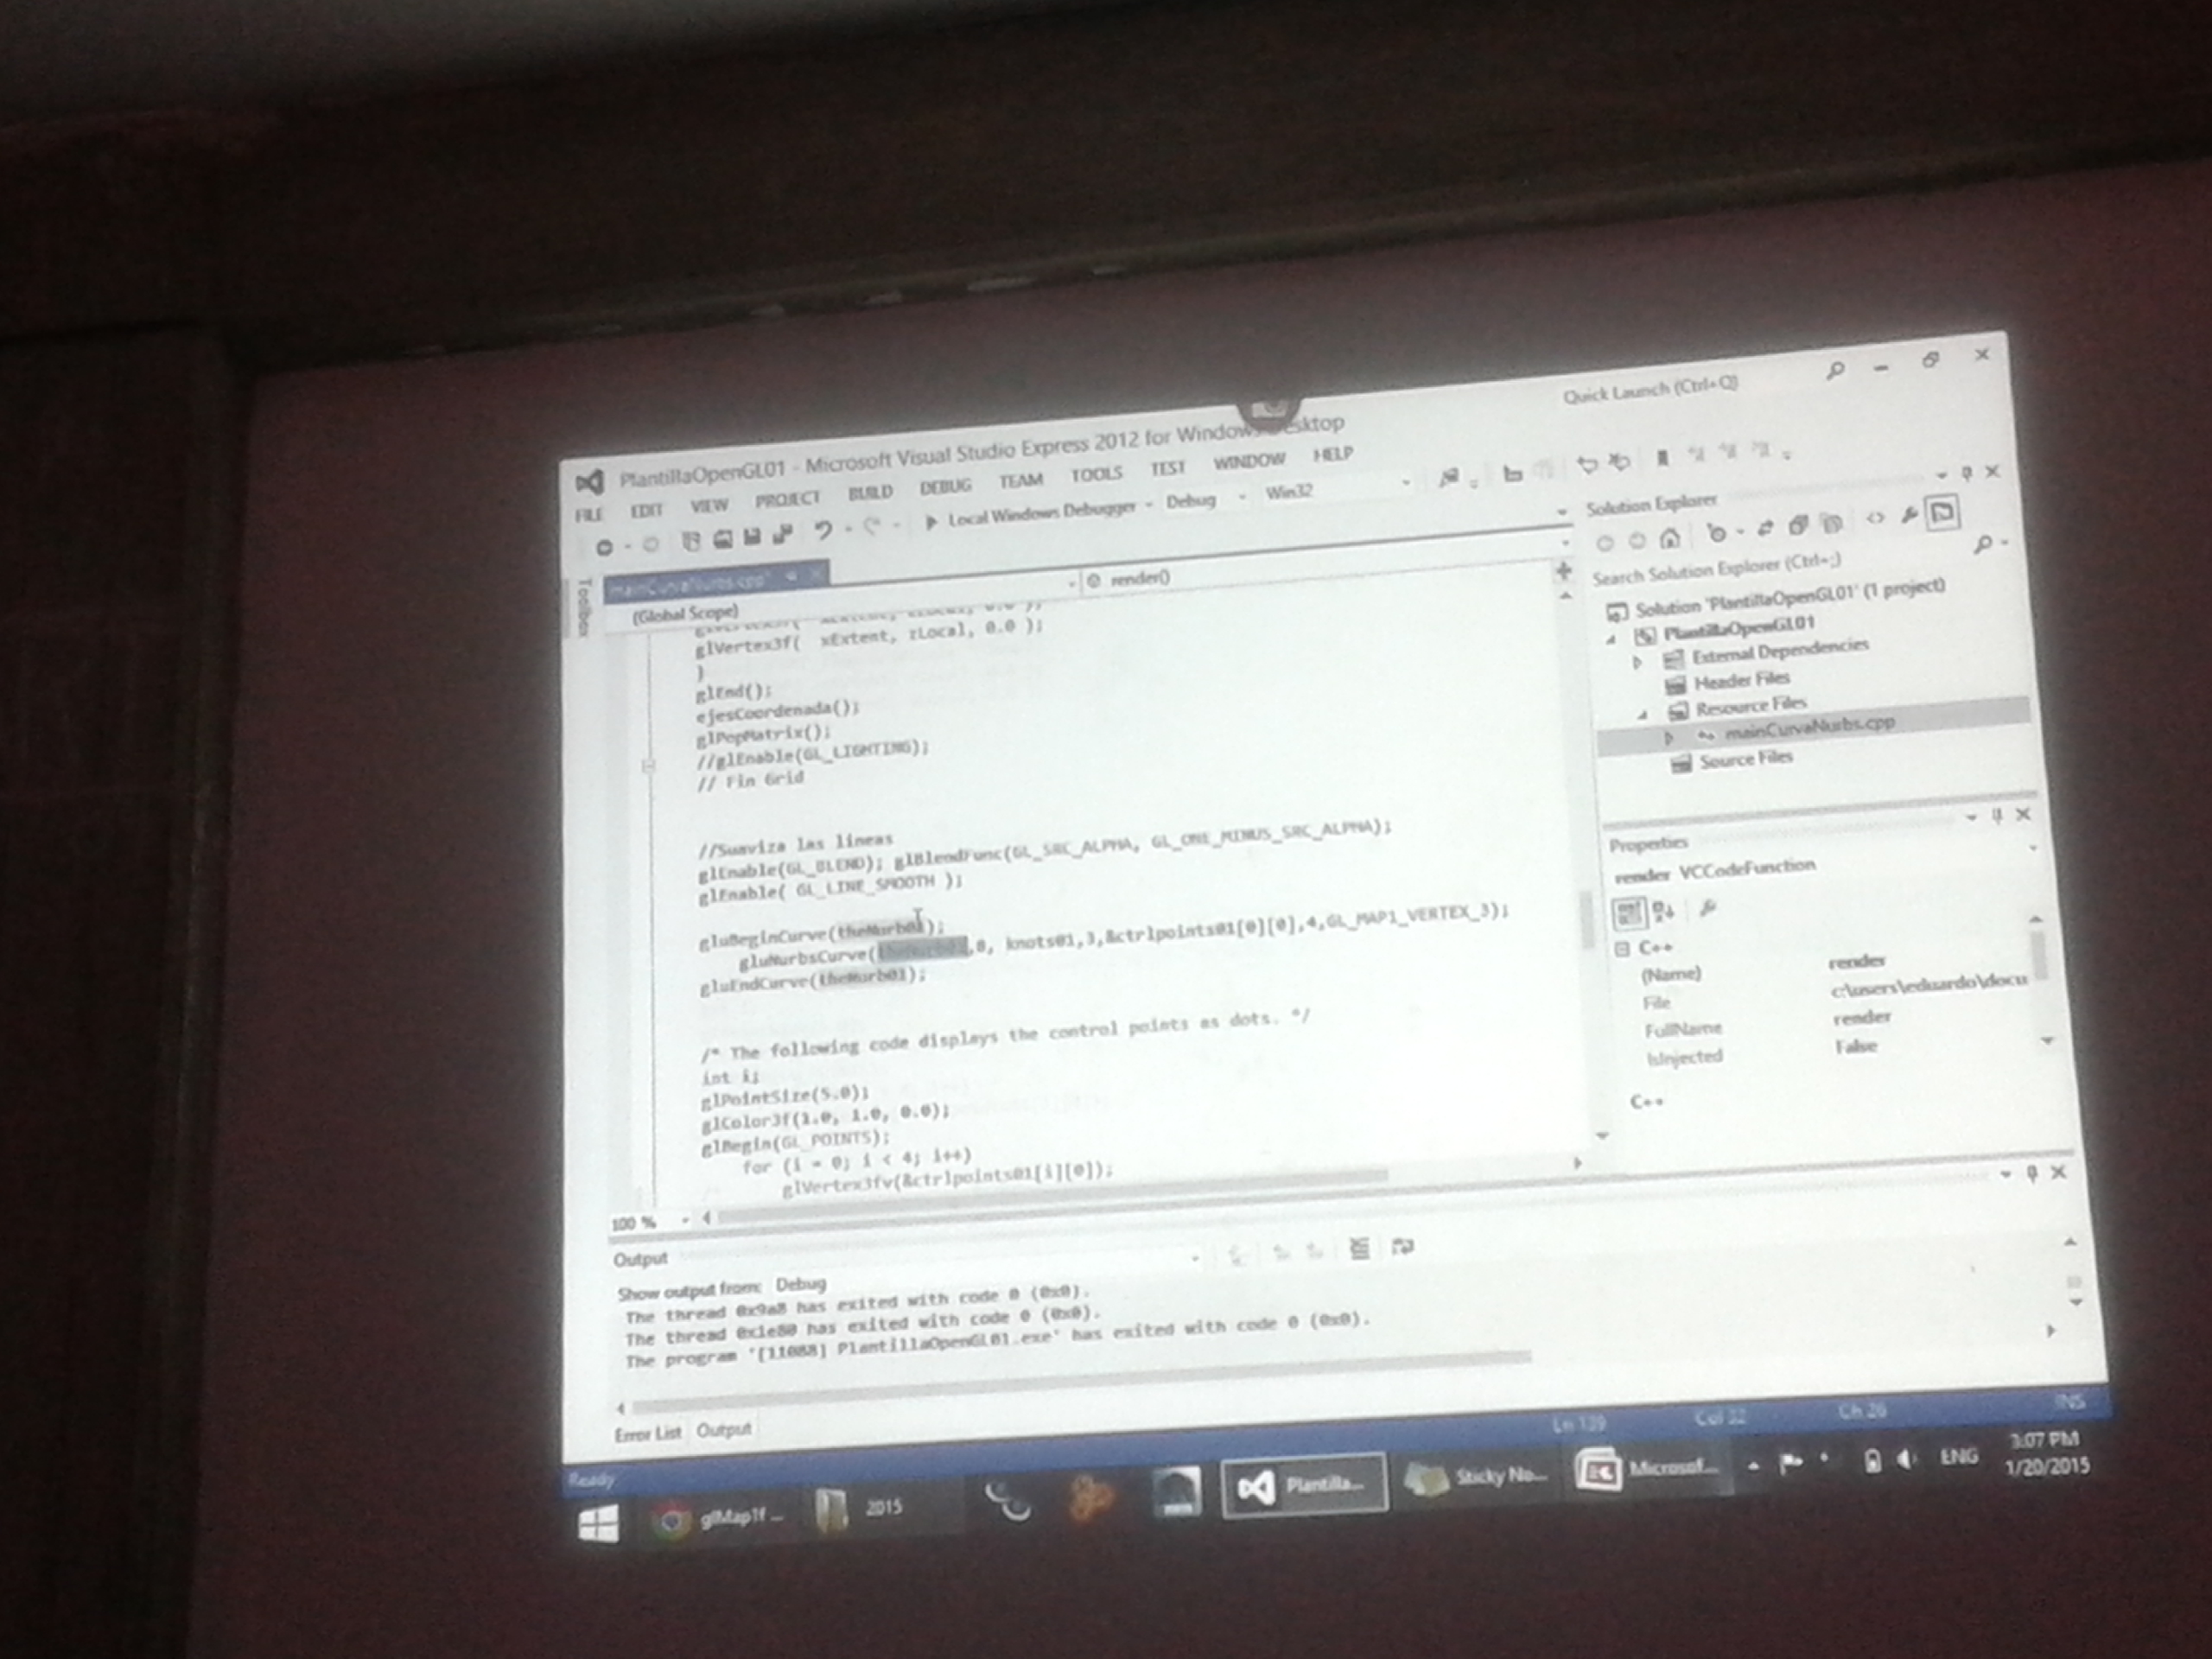 Quick Launch (Ctrl+Q)
PlantillaOpenGL01 - Microsoft Visual Studio Express 2012 for Windows Desktop
FILE EDIT VIEW PROJECT BUILD DEBUG TEAM TOOLS TEST WINDOW HELP
Local Windows Debugger Debug Win32
Toolbox
mainCurvaNurbs.cpp*
(Global Scope) render()
glVertex3f( xExtent, zLocal, 0.0 );
}
glEnd();
ejesCoordenada();
glPopMatrix();
//glEnable(GL_LIGHTING);
// Fin Grid
//Suaviza las lineas
glEnable(GL_BLEND); glBlendFunc(GL_SRC_ALPHA, GL_ONE_MINUS_SRC_ALPHA);
glEnable( GL_LINE_SMOOTH );
gluBeginCurve(theNurb01);
gluNurbsCurve(theNurb01,8, knots01,3,&ctrlpoints01[0][0],4,GL_MAP1_VERTEX_3);
gluEndCurve(theNurb01);
/* The following code displays the control points as dots. */
int i;
glPointSize(5.0);
glColor3f(1.0, 1.0, 0.0);
glBegin(GL_POINTS);
for (i = 0; i < 4; i++)
glVertex3fv(&ctrlpoints01[i][0]);
100 %
Solution Explorer
Search Solution Explorer (Ctrl+;)
Solution 'PlantillaOpenGL01' (1 project)
PlantillaOpenGL01
External Dependencies
Header Files
Resource Files
mainCurvaNurbs.cpp
Source Files
Properties
render VCCodeFunction
C++
(Name) render
File c:\users\eduardo\docu
FullName render
IsInjected False
C++
Output
Show output from: Debug
The thread 0x9a8 has exited with code 0 (0x0).
The thread 0x1e80 has exited with code 0 (0x0).
The program '[11088] PlantillaOpenGL01.exe' has exited with code 0 (0x0).
Error List Output
Ready Ln 139 Col 32 Ch 26 INS
glMap1f ... 2015 Plantilla... Sticky No... Microsof... ENG
3:07 PM
1/20/2015